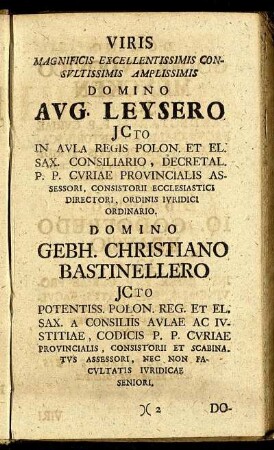 VIRIS
MAGNIFICIS EXCELLENTISSIMIS CON-
SVLTISSIMIS AMPLISSIMIS
DOMINO
AVG. LEYSERO
JCTO
IN AVLA REGIS POLON. ET EL.
SAX. CONSILIARIO, DECRETAL.
P. P. CVRIAE PROVINCIALIS AS-
SESSORI, CONSISTORII ECCLESIASTICI
DIRECTORI, ORDINIS IVRIDICI
ORDINARIO,
DOMINO
GEBH. CHRISTIANO
BASTINELLERO
JCTO
POTENTISS. POLON. REG. ET EL.
SAX. A CONSILIIS AVLAE AC IV-
STITIAE, CODICIS P. P. CVRIAE
PROVINCIALIS, CONSISTORII ET SCABINA-
TVS ASSESSORI, NEC NON FA-
CVLTATIS IVRIDICAE
SENIORI,
)( 2 DO-